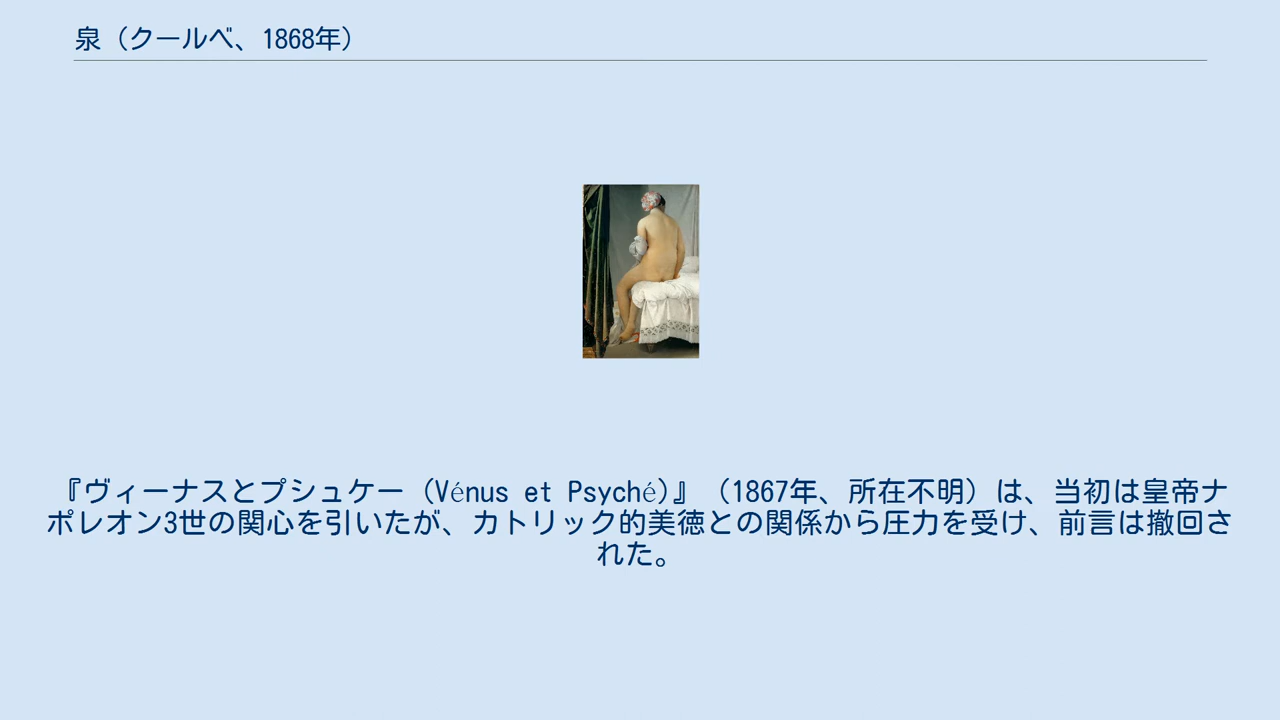 泉（クールベ、1868年）
『ヴィーナスとプシュケー（Vénus et Psyché)』（1867年、所在不明）は、当初は皇帝ナ
ポレオン3世の関心を引いたが、カトリック的美徳との関係から圧力を受け、前言は撤回さ
れた。